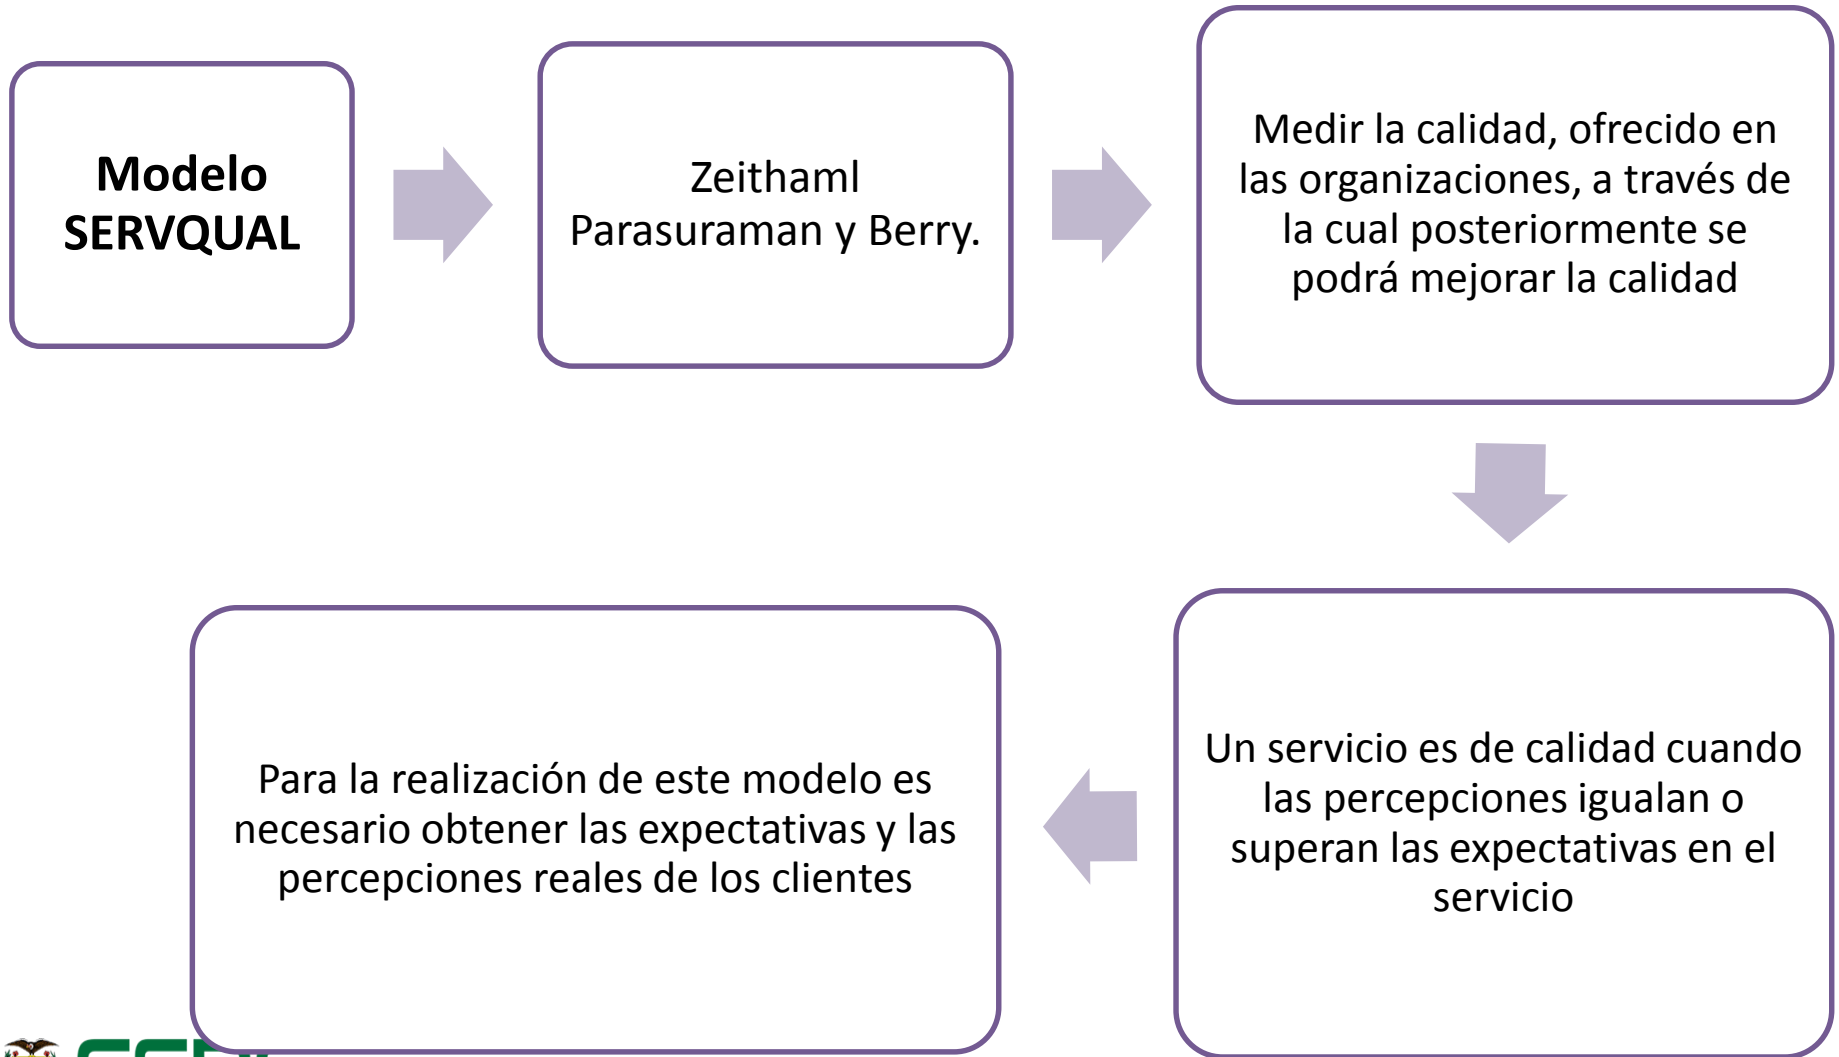 Modelo
SERVQUAL
Zeithaml
Parasuraman y Berry.
Medir la calidad, ofrecido en
las organizaciones, a través de
la cual posteriormente se
podrá mejorar la calidad
Un servicio es de calidad cuando
las percepciones igualan o
superan las expectativas en el
servicio
Para la realización de este modelo es
necesario obtener las expectativas y las
percepciones reales de los clientes